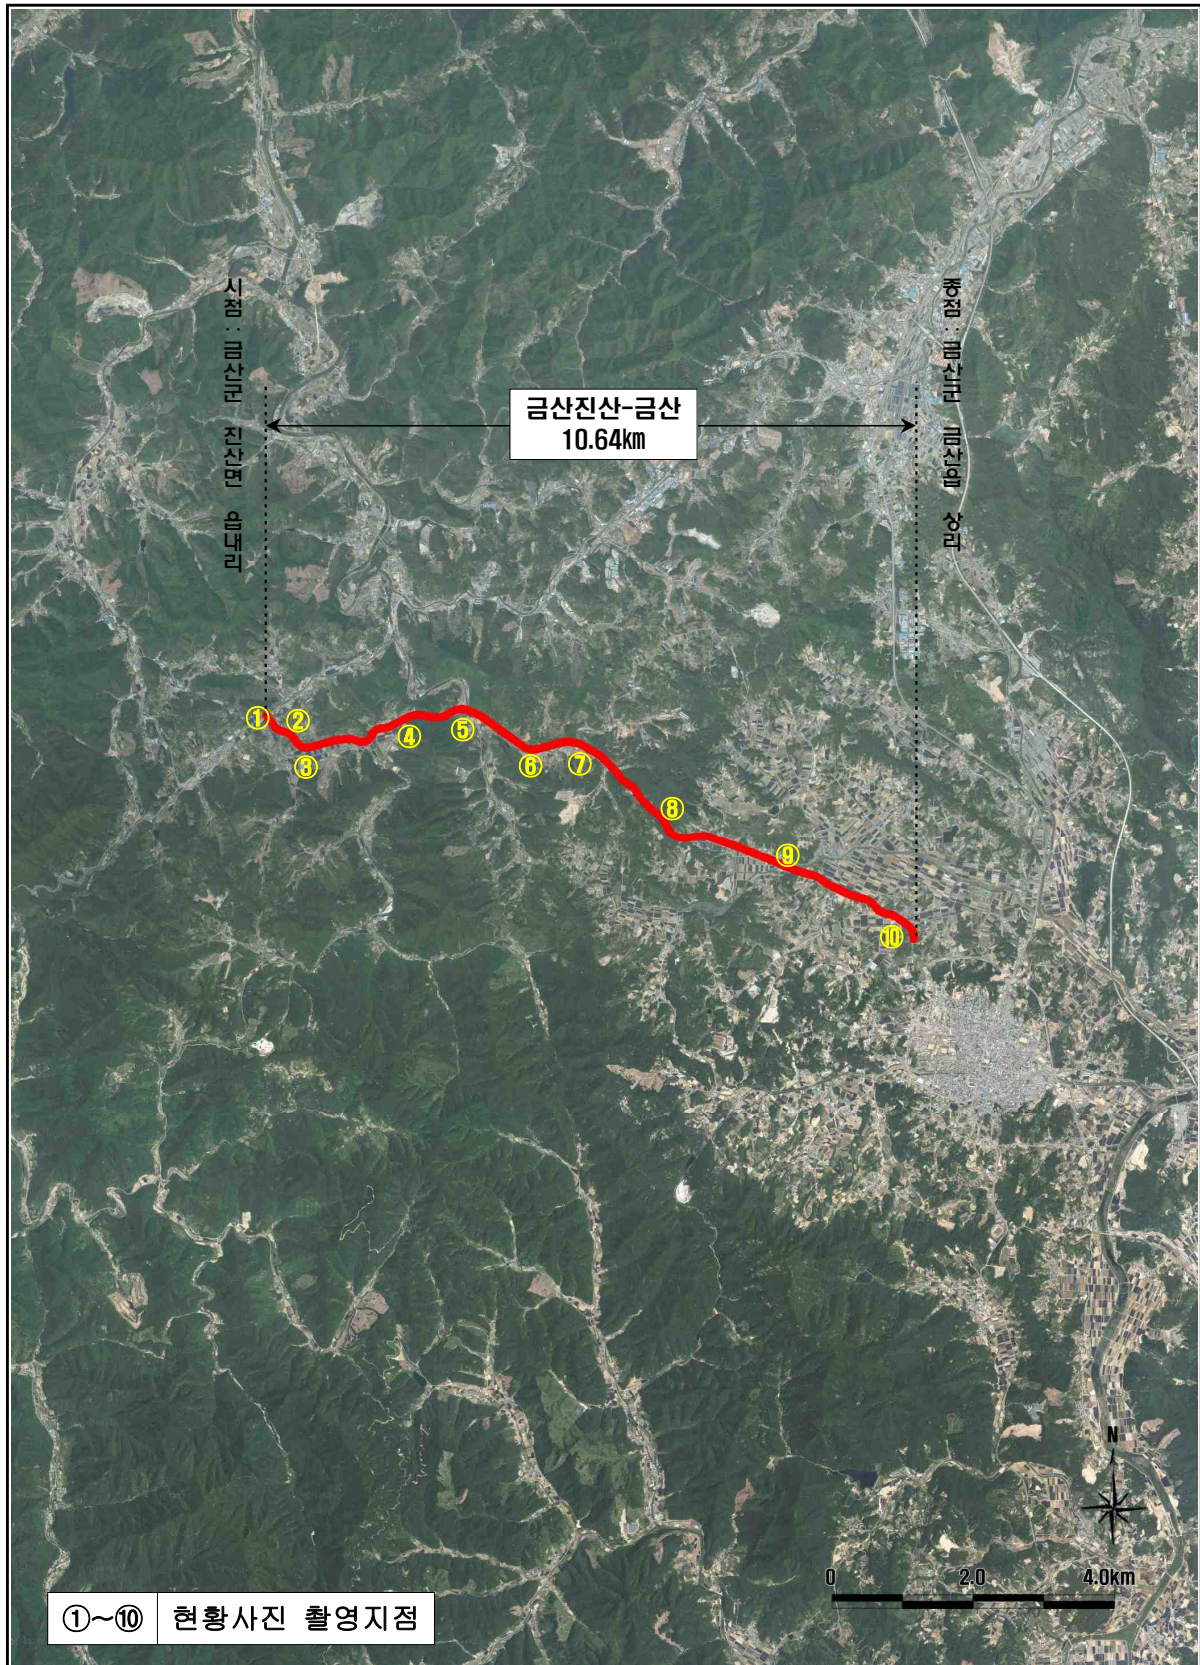 시점 : 금산군 진산면 읍내리
종점 : 금산군 금산읍 상리
금산진산-금산
10.64km
①
②
③
④
⑤
⑥
⑦
⑧
⑨
⑩
N
0 2.0 4.0km
①~⑩ 현황사진 촬영지점